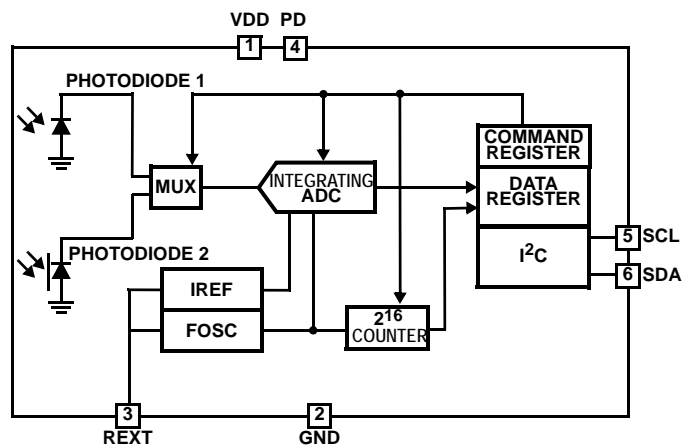 VDD PD
1 4
PHOTODIODE 1
COMMAND
REGISTER
MUX
INTEGRATING
ADC
DATA
REGISTER
5 SCL
PHOTODIODE 2
I²C
6 SDA
IREF
FOSC
2¹⁶
COUNTER
3
REXT
2
GND